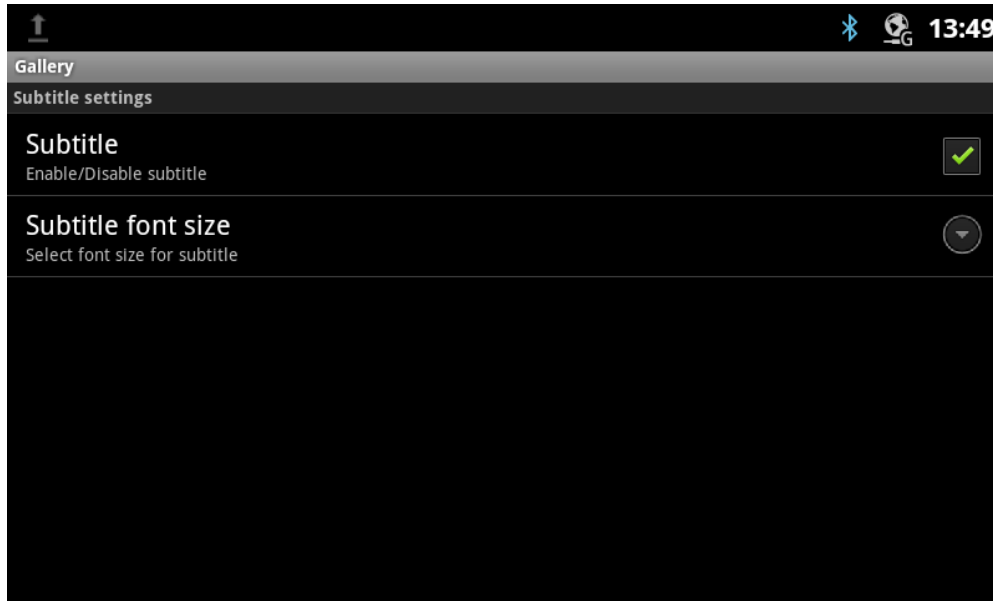 G 13:49
Gallery
Subtitle settings
Subtitle
Enable/Disable subtitle
Subtitle font size
Select font size for subtitle